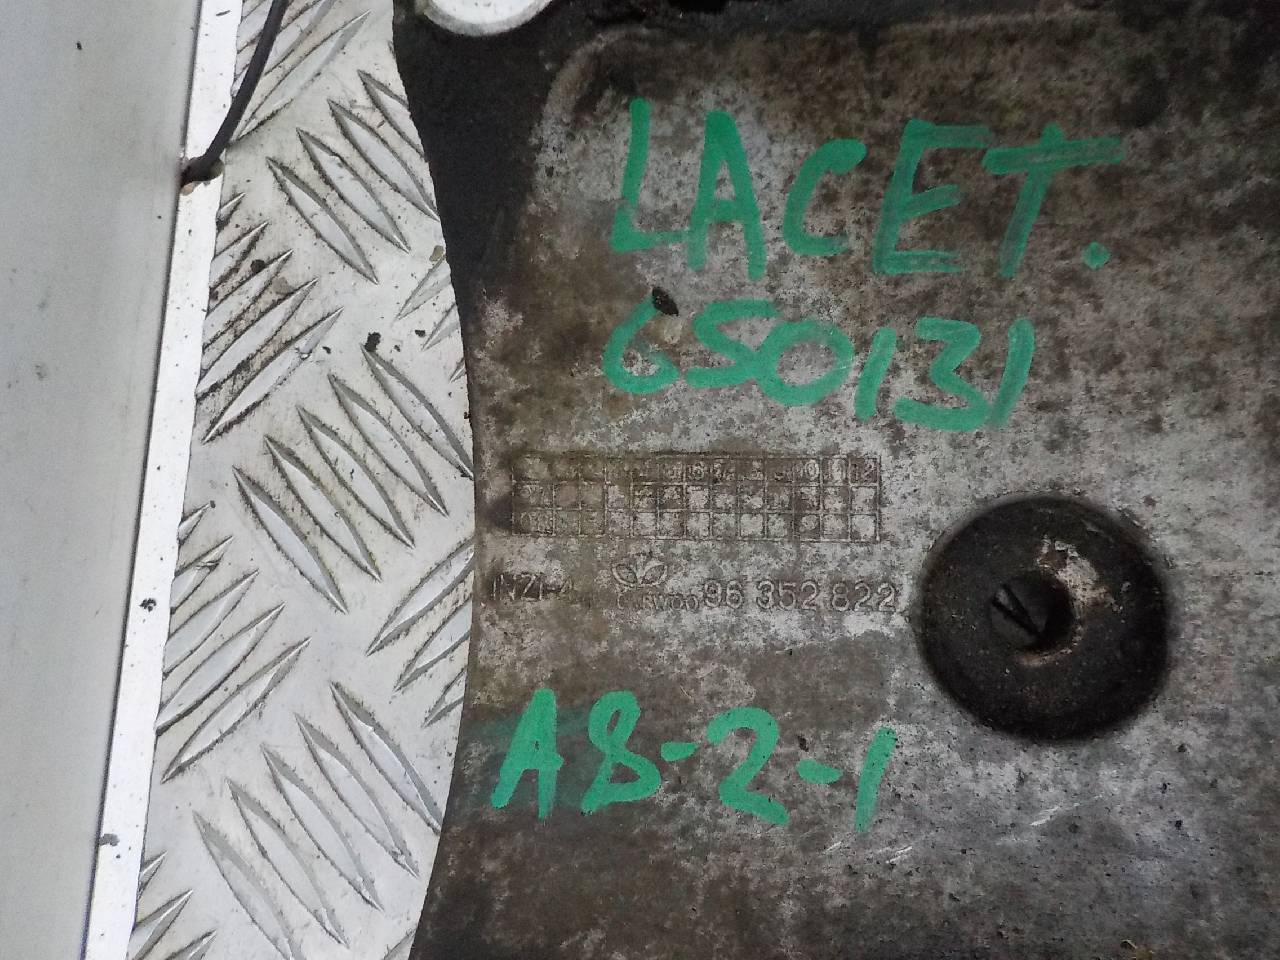 LACET.
650131
DAEWOO 96 352 822
A8-2-1